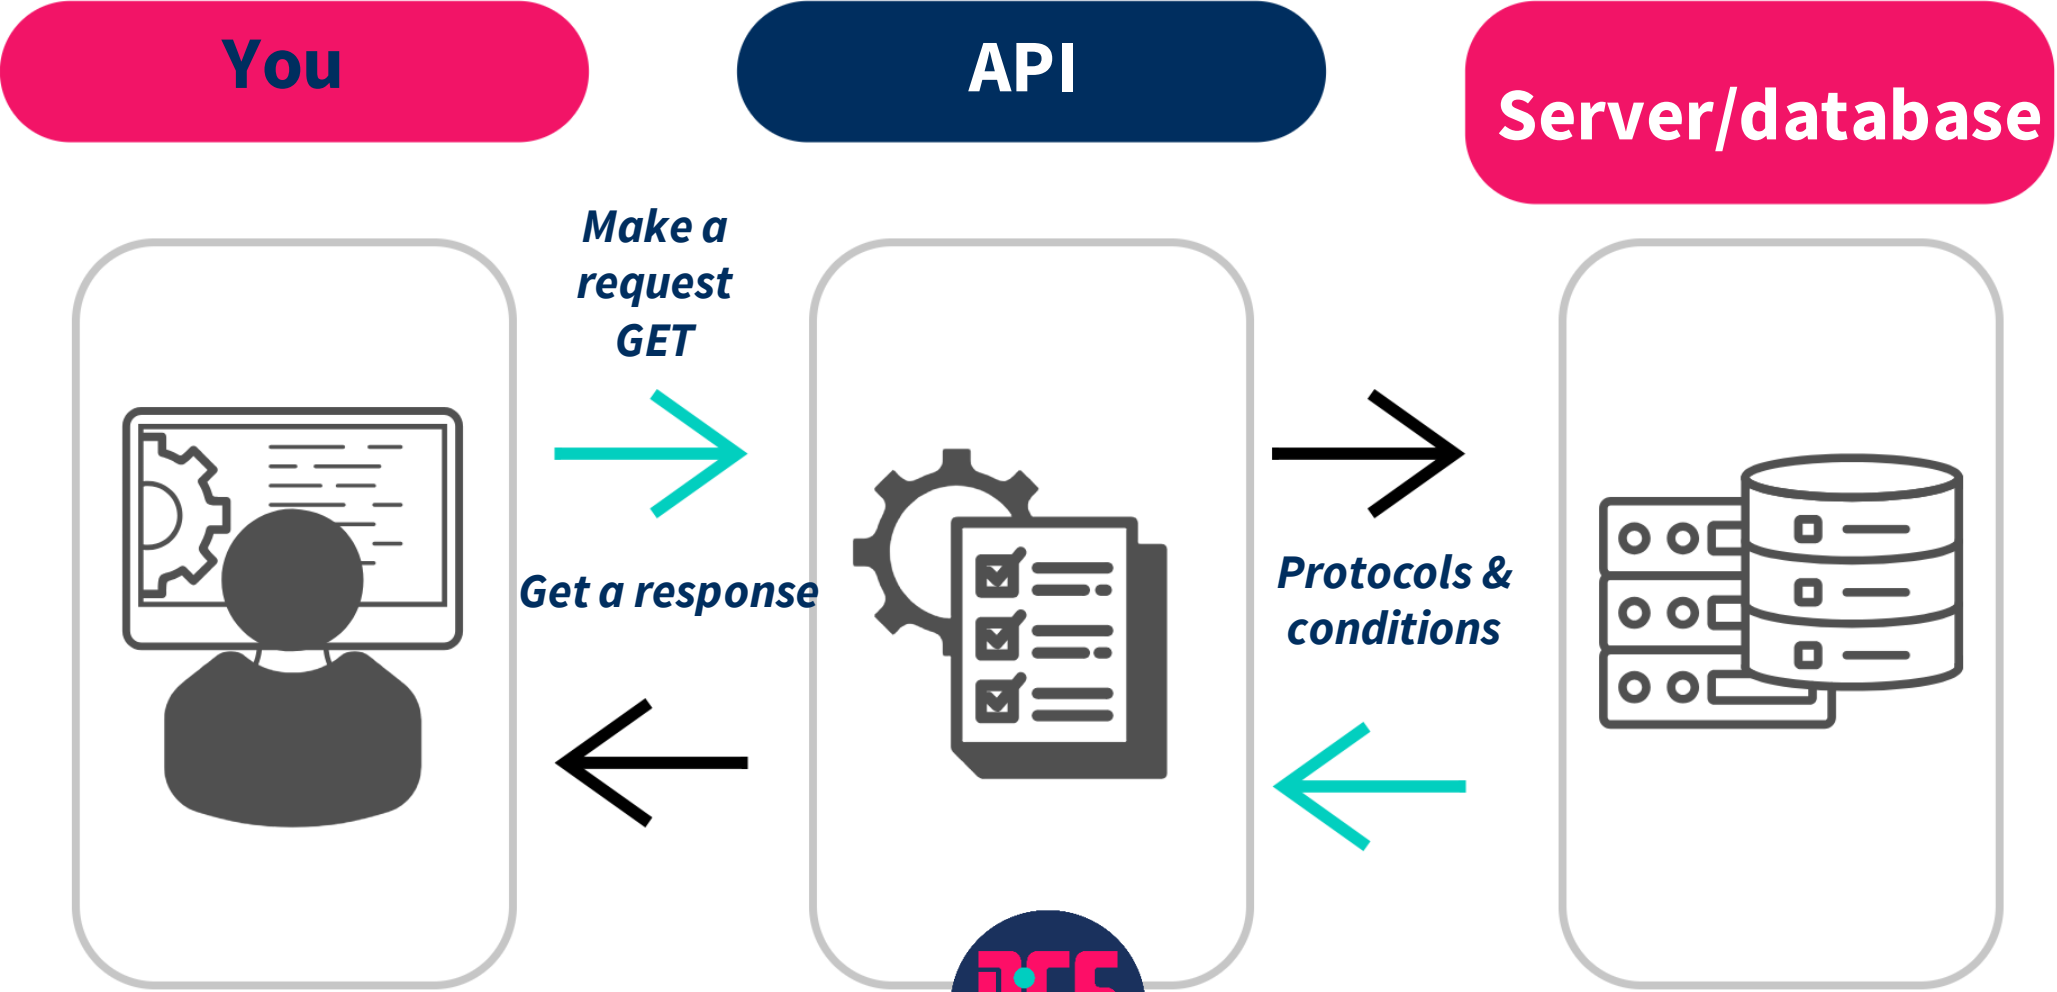 You
API
Server/database
Make a
request
GET
Get a response
Protocols &
conditions